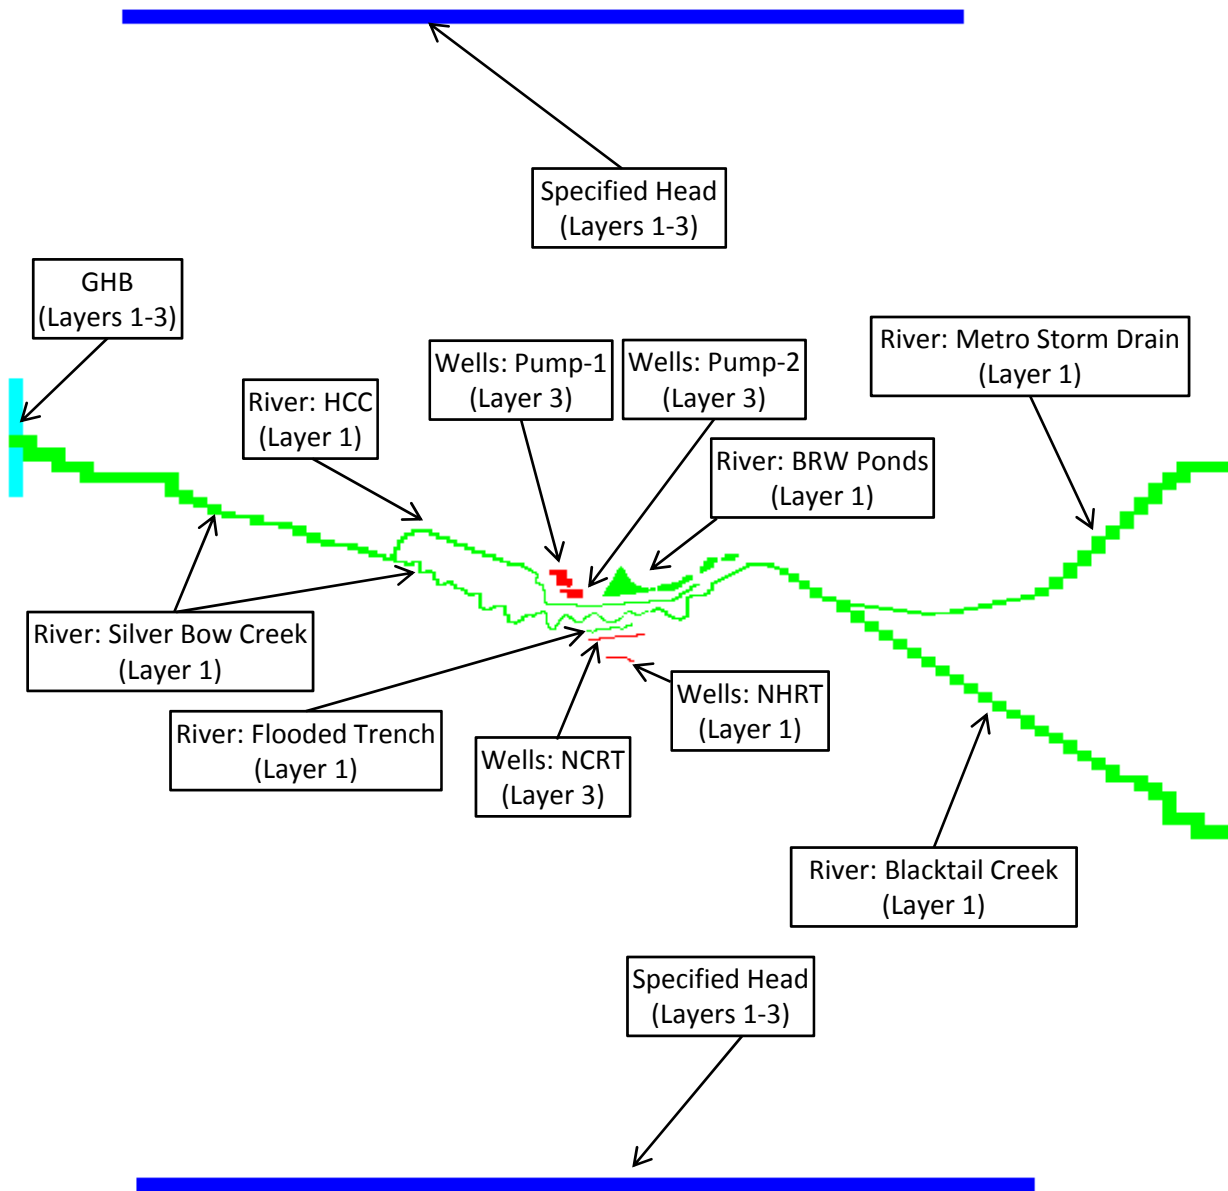 Specified Head
(Layers 1-3)
GHB
(Layers 1-3)
River: HCC
(Layer 1)
Wells: Pump-1
(Layer 3)
Wells: Pump-2
(Layer 3)
River: BRW Ponds
(Layer 1)
River: Metro Storm Drain
(Layer 1)
River: Silver Bow Creek
(Layer 1)
River: Flooded Trench
(Layer 1)
Wells: NCRT
(Layer 3)
Wells: NHRT
(Layer 1)
River: Blacktail Creek
(Layer 1)
Specified Head
(Layers 1-3)